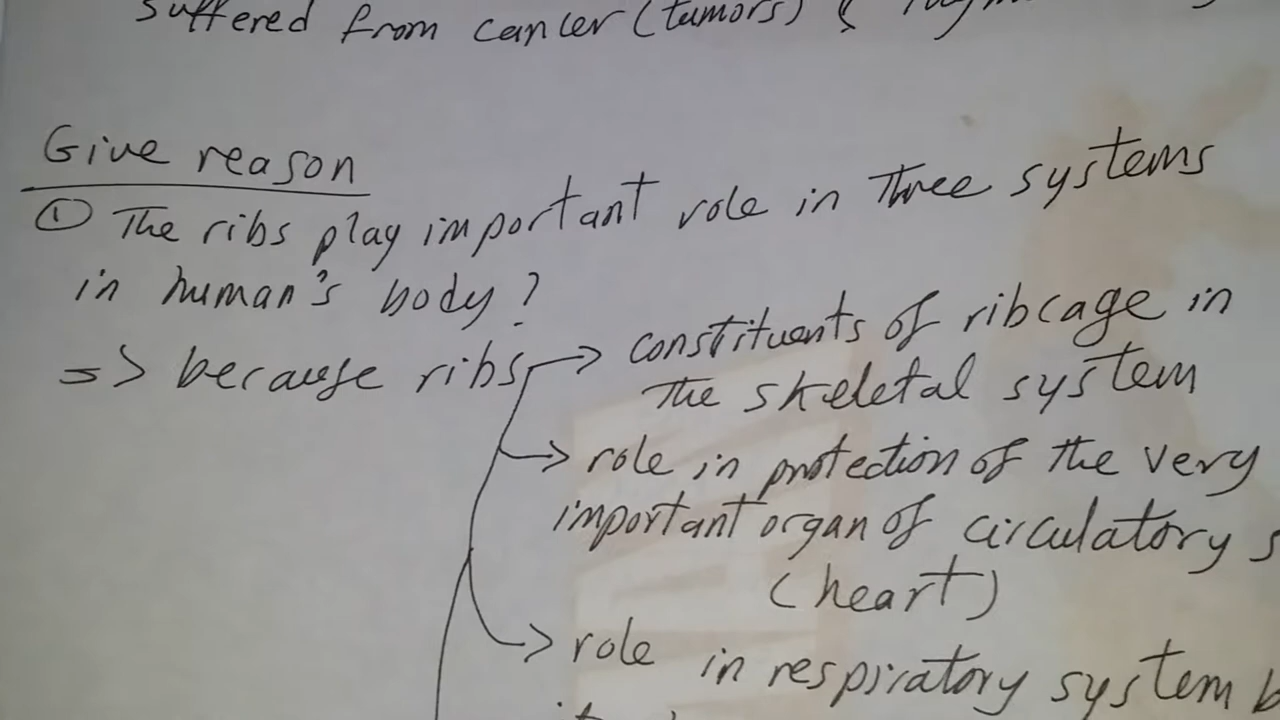 suffered from cancer (tumors) &
Give reason
① The ribs play important role in three systems
in human's body?
=> because ribs → constituents of ribcage in
the skeletal system
→ role in protection of the very
important organ of circulatory s
(heart)
→ role in respiratory system b